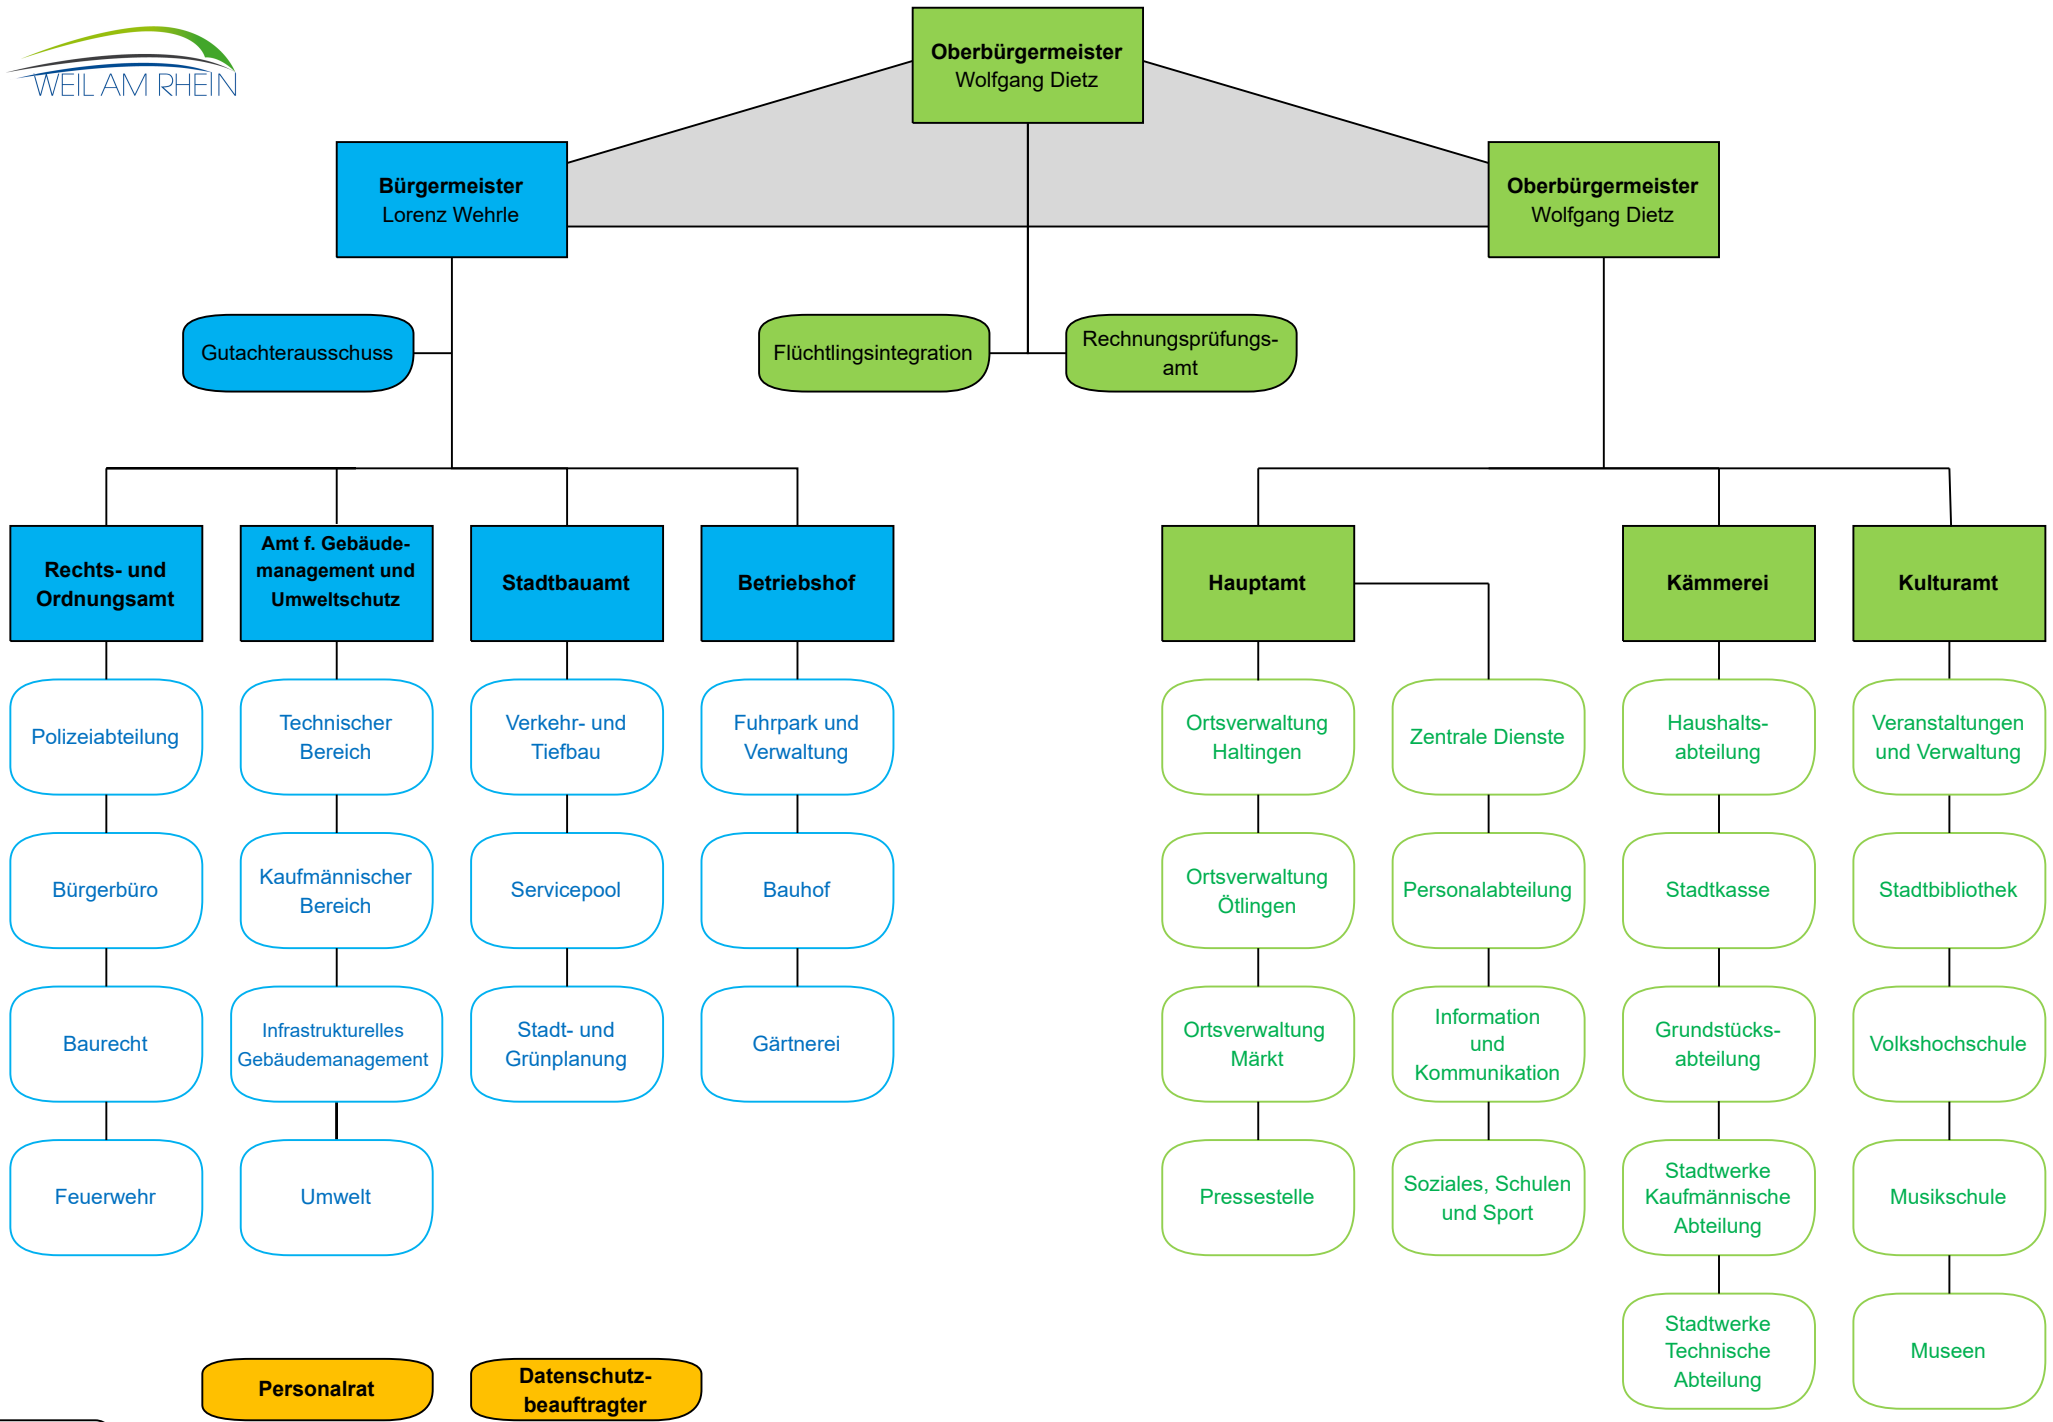 WEIL AM RHEIN
Oberbürgermeister
Wolfgang Dietz
Bürgermeister
Lorenz Wehrle
Oberbürgermeister
Wolfgang Dietz
Gutachterausschuss
Flüchtlingsintegration
Rechnungsprüfungs-
amt
Rechts- und
Ordnungsamt
Amt f. Gebäude-
management und
Umweltschutz
Stadtbauamt
Betriebshof
Hauptamt
Kämmerei
Kulturamt
Polizeiabteilung
Technischer
Bereich
Verkehr- und
Tiefbau
Fuhrpark und
Verwaltung
Ortsverwaltung
Haltingen
Zentrale Dienste
Haushalts-
abteilung
Veranstaltungen
und Verwaltung
Bürgerbüro
Kaufmännischer
Bereich
Servicepool
Bauhof
Ortsverwaltung
Ötlingen
Personalabteilung
Stadtkasse
Stadtbibliothek
Baurecht
Infrastrukturelles
Gebäudemanagement
Stadt- und
Grünplanung
Gärtnerei
Ortsverwaltung
Märkt
Information
und
Kommunikation
Grundstücks-
abteilung
Volkshochschule
Feuerwehr
Umwelt
Pressestelle
Soziales, Schulen
und Sport
Stadtwerke
Kaufmännische
Abteilung
Musikschule
Stadtwerke
Technische
Abteilung
Museen
Personalrat
Datenschutz-
beauftragter